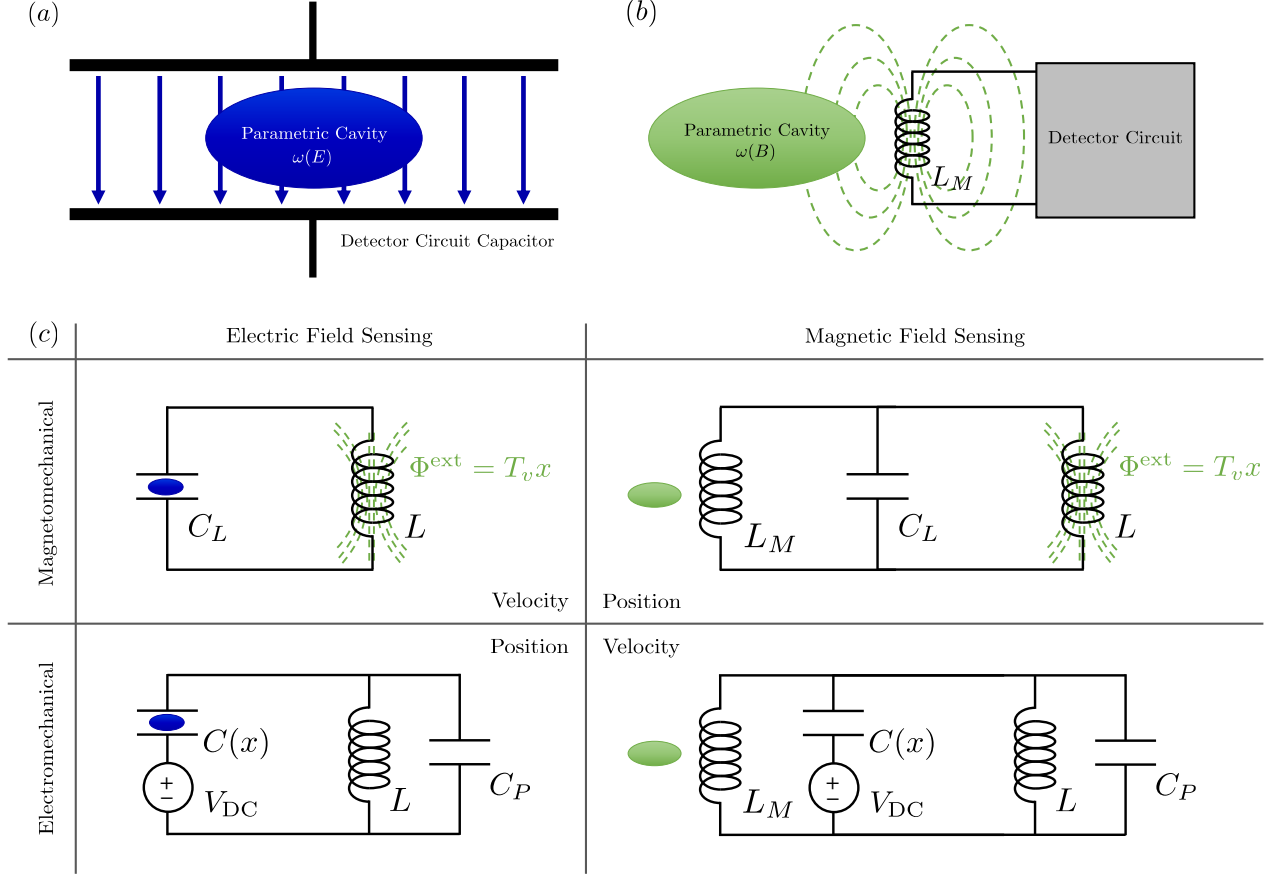 (a)
Parametric Cavity
ω(E)
Detector Circuit Capacitor
(b)
Parametric Cavity
ω(B)
L_M
Detector Circuit
(c)
Electric Field Sensing
Magnetic Field Sensing
Magnetomechanical
C_L
Φ^ext = T_v x
L
Velocity
L_M
C_L
Φ^ext = T_v x
L
Position
Electromechanical
Position
C(x)
+
−
V_DC
L
C_P
Velocity
L_M
C(x)
+
−
V_DC
L
C_P